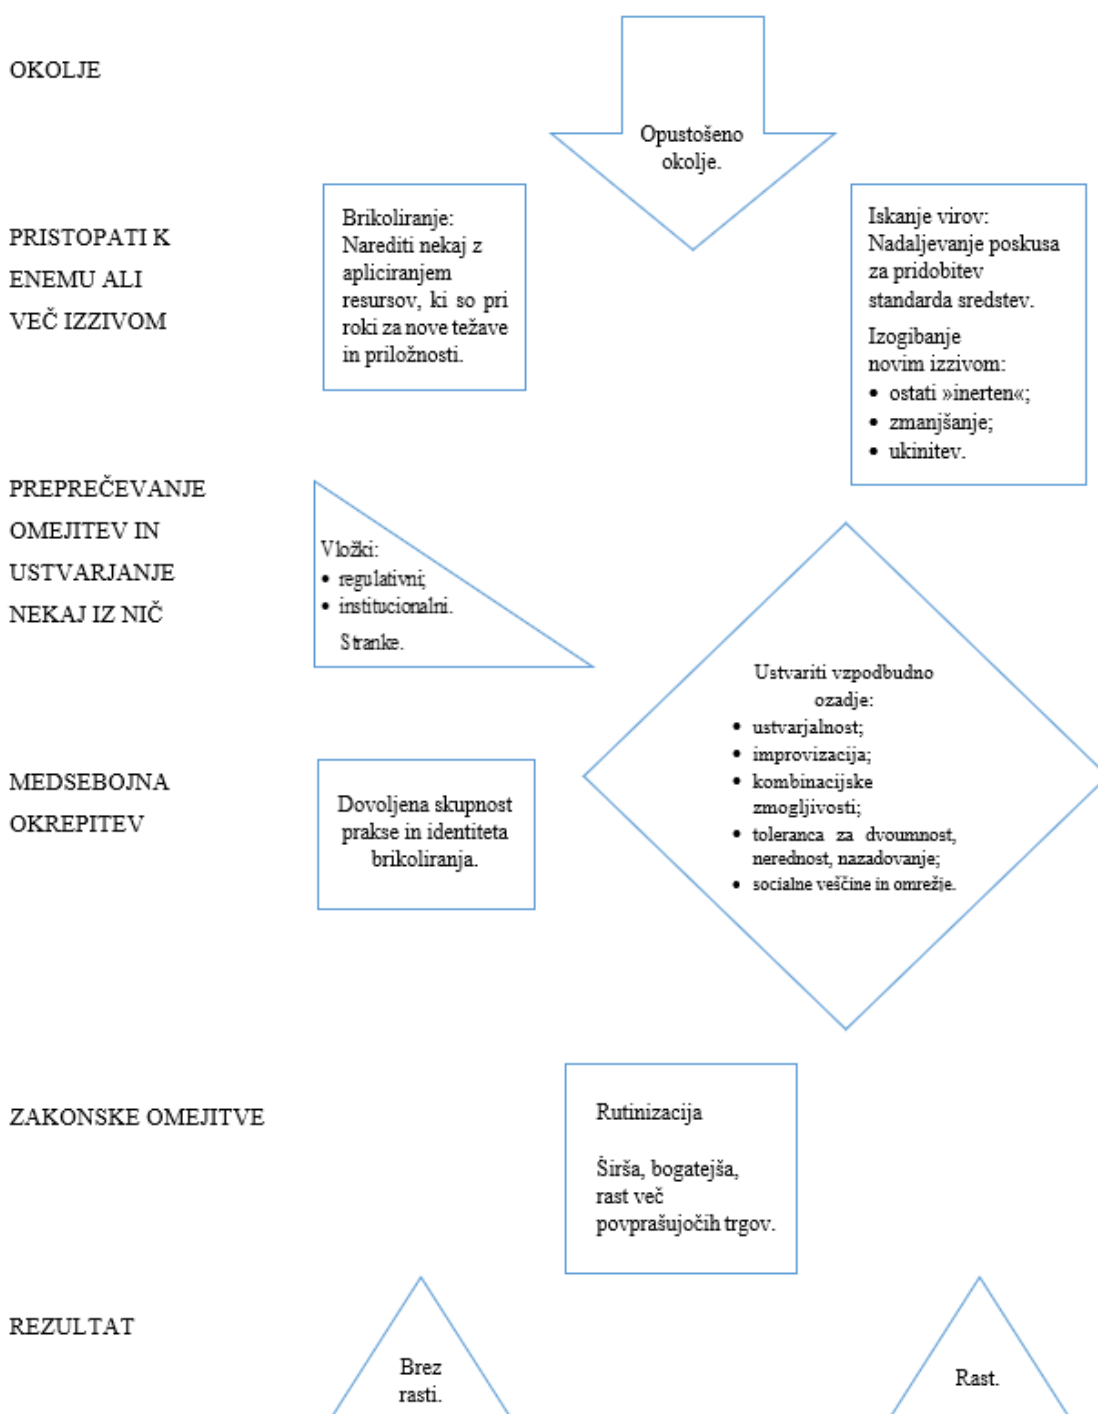 OKOLJE
Opustošeno
okolje.
PRISTOPATI K
ENEMU ALI
VEČ IZZIVOM
Brikoliranje:
Narediti nekaj z
apliciranjem
resursov, ki so pri
roki za nove težave
in priložnosti.
Iskanje virov:
Nadaljevanje poskusa
za pridobitev
standarda sredstev.
Izogibanje
novim izzivom:
• ostati »inerten«;
• zmanjšanje;
• ukinitev.
PREPREČEVANJE
OMEJITEV IN
USTVARJANJE
NEKAJ IZ NIČ
Vložki:
• regulativni;
• institucionalni.
Stranke.
Ustvariti vzpodbudno
ozadje:
• ustvarjalnost;
• improvizacija;
• kombinacijske
zmogljivosti;
• toleranca za dvoumnost,
nerednost, nazadovanje;
• socialne veščine in omrežje.
MEDSEBOJNA
OKREPITEV
Dovoljena skupnost
prakse in identiteta
brikoliranja.
ZAKONSKE OMEJITVE
Rutinizacija
Širša, bogatejša,
rast več
povprašujočih trgov.
REZULTAT
Brez
rasti.
Rast.